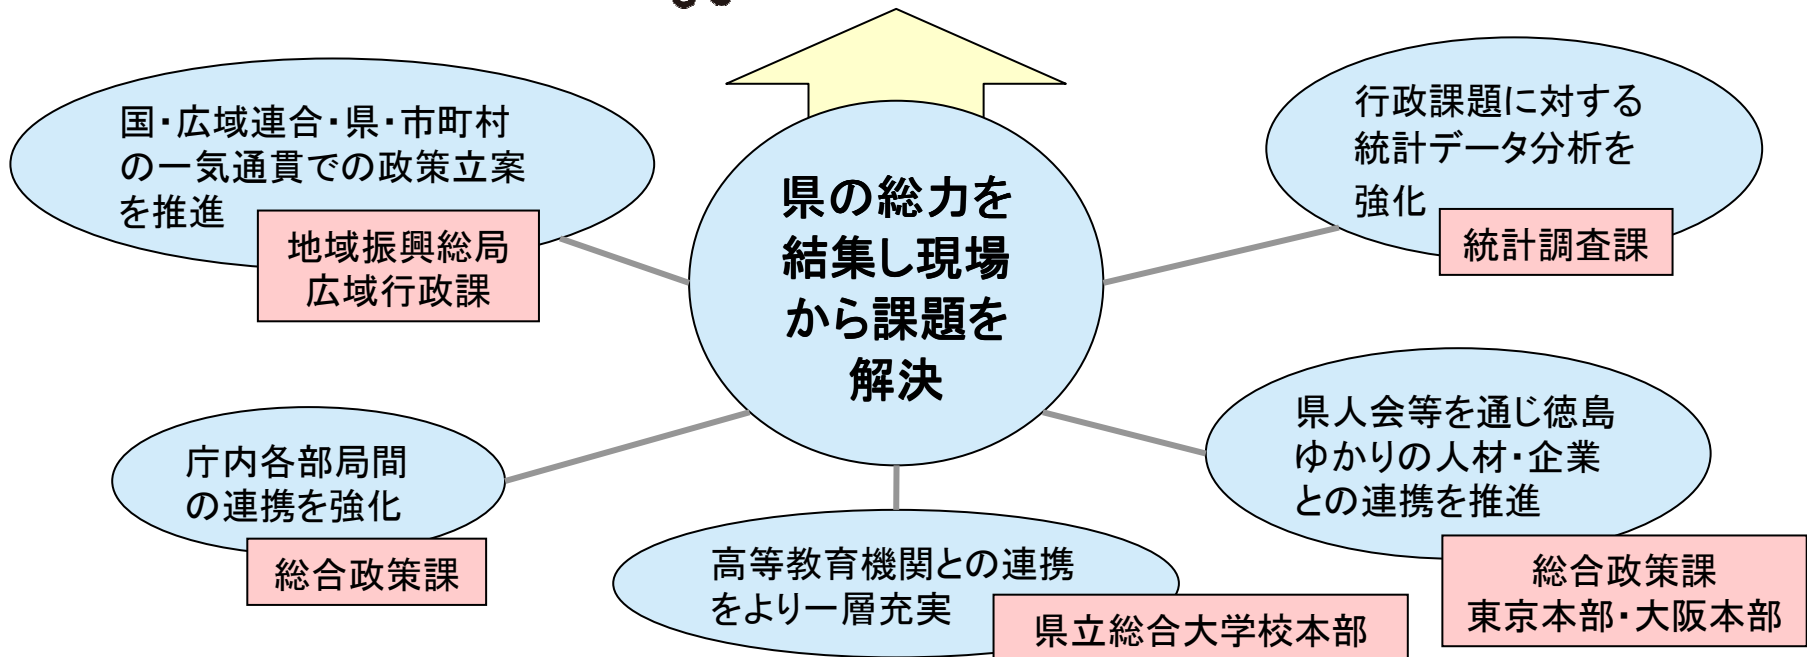 国・広域連合・県・市町村
の一気通貫での政策立案
を推進
地域振興総局
広域行政課
行政課題に対する
統計データ分析を
強化
統計調査課
県の総力を
結集し現場
から課題を
解決
庁内各部局間
の連携を強化
総合政策課
高等教育機関との連携
をより一層充実
県立総合大学校本部
県人会等を通じ徳島
ゆかりの人材・企業
との連携を推進
総合政策課
東京本部・大阪本部